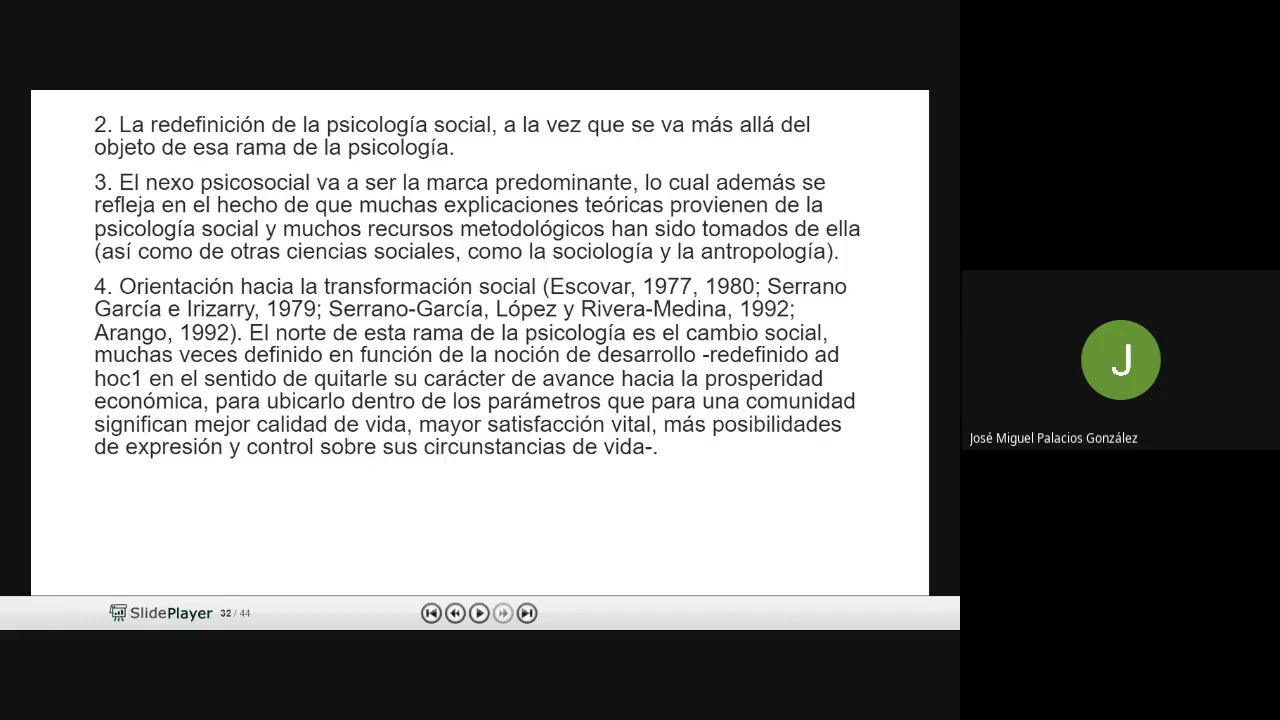 2. La redefinición de la psicología social, a la vez que se va más allá del
objeto de esa rama de la psicología.
3. El nexo psicosocial va a ser la marca predominante, lo cual además se
refleja en el hecho de que muchas explicaciones teóricas provienen de la
psicología social y muchos recursos metodológicos han sido tomados de ella
(así como de otras ciencias sociales, como la sociología y la antropología).
4. Orientación hacia la transformación social (Escovar, 1977, 1980; Serrano
García e Irizarry, 1979; Serrano-García, López y Rivera-Medina, 1992;
Arango, 1992). El norte de esta rama de la psicología es el cambio social,
muchas veces definido en función de la noción de desarrollo -redefinido ad
hoc1 en el sentido de quitarle su carácter de avance hacia la prosperidad
económica, para ubicarlo dentro de los parámetros que para una comunidad
significan mejor calidad de vida, mayor satisfacción vital, más posibilidades
de expresión y control sobre sus circunstancias de vida-.
SlidePlayer 32 / 44
J
José Miguel Palacios González